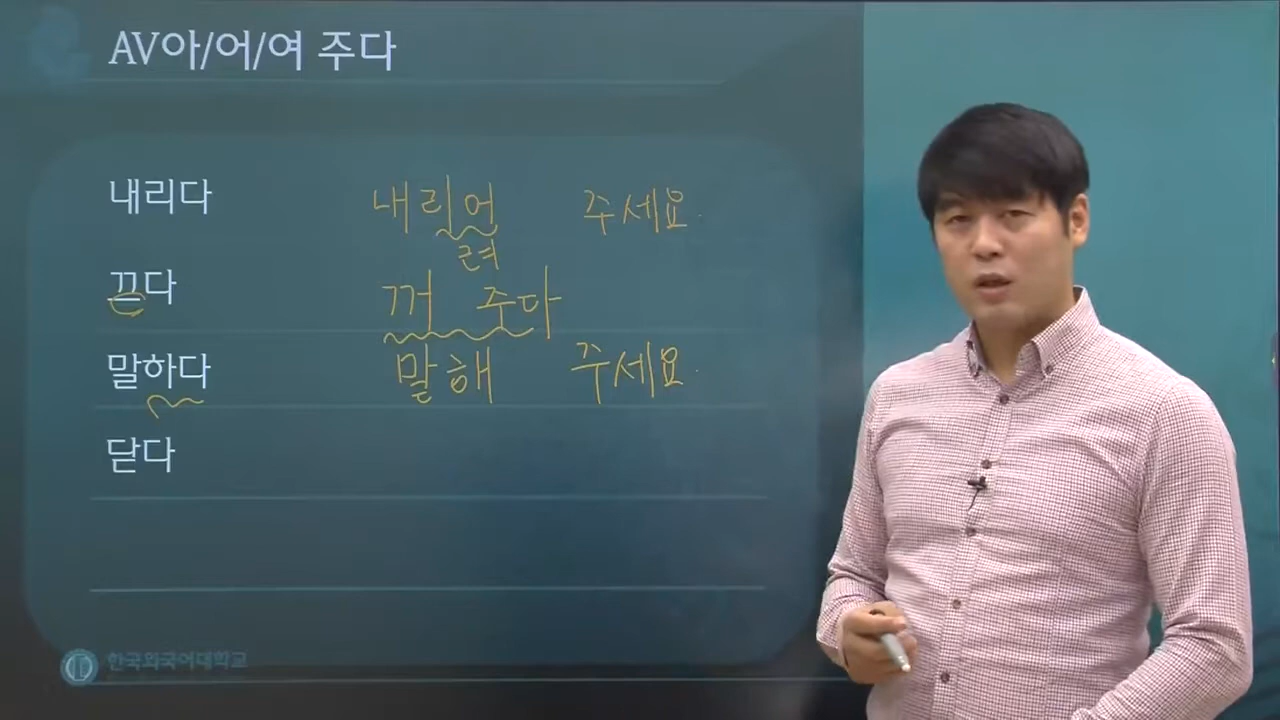 AV아/어/여 주다
내리다 내리어 주세요.
려
끄다 꺼 주다
말하다 말해 주세요.
닫다
한국외국어대학교